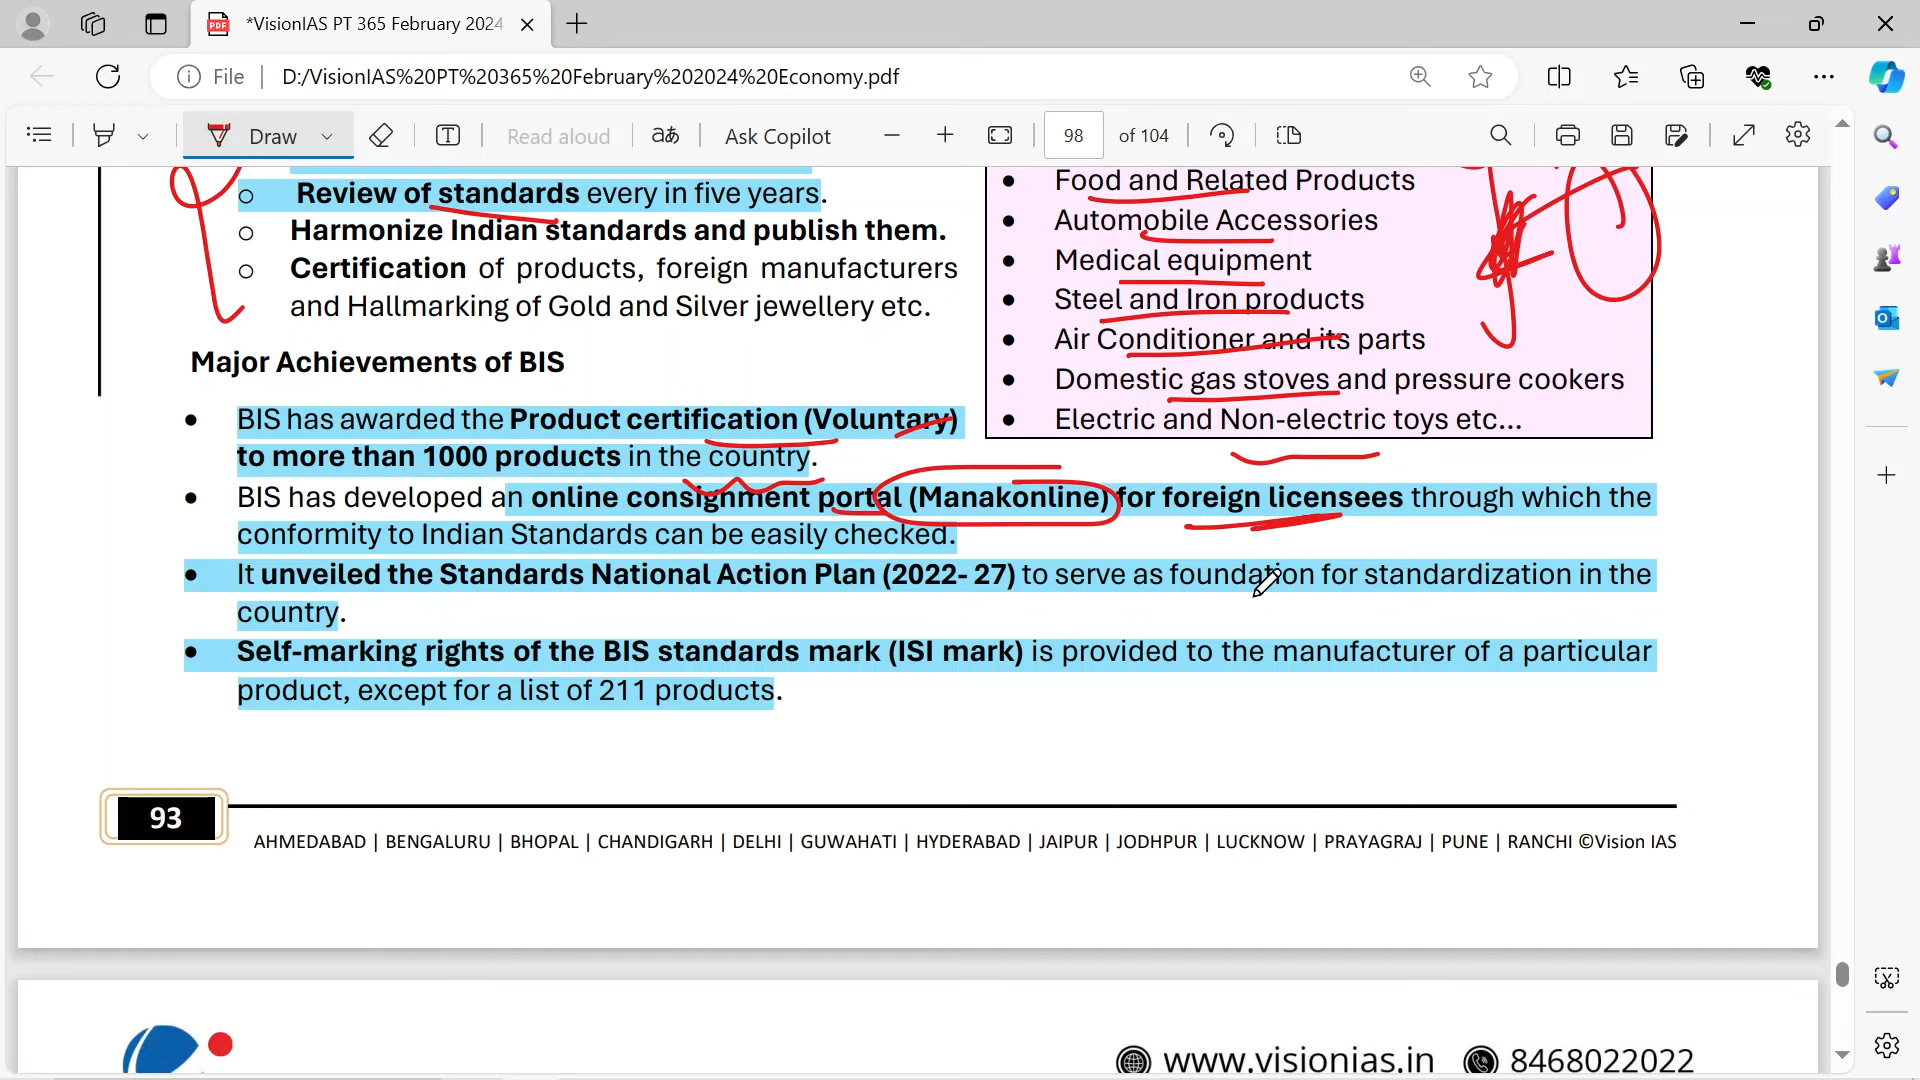 *VisionIAS PT 365 February 2024
File
D:/VisionIAS%20PT%20365%20February%202024%20Economy.pdf
Draw
Read aloud
Ask Copilot
98
of 104
Review of standards every in five years.
Harmonize Indian standards and publish them.
Certification of products, foreign manufacturers
and Hallmarking of Gold and Silver jewellery etc.
Food and Related Products
Automobile Accessories
Medical equipment
Steel and Iron products
Air Conditioner and its parts
Domestic gas stoves and pressure cookers
Electric and Non-electric toys etc...
Major Achievements of BIS
BIS has awarded the Product certification (Voluntary)
to more than 1000 products in the country.
BIS has developed an online consignment portal (Manakonline) for foreign licensees through which the
conformity to Indian Standards can be easily checked.
It unveiled the Standards National Action Plan (2022- 27) to serve as foundation for standardization in the
country.
Self-marking rights of the BIS standards mark (ISI mark) is provided to the manufacturer of a particular
product, except for a list of 211 products.
93
AHMEDABAD | BENGALURU | BHOPAL | CHANDIGARH | DELHI | GUWAHATI | HYDERABAD | JAIPUR | JODHPUR | LUCKNOW | PRAYAGRAJ | PUNE | RANCHI ©Vision IAS
www.visionias.in
8468022022